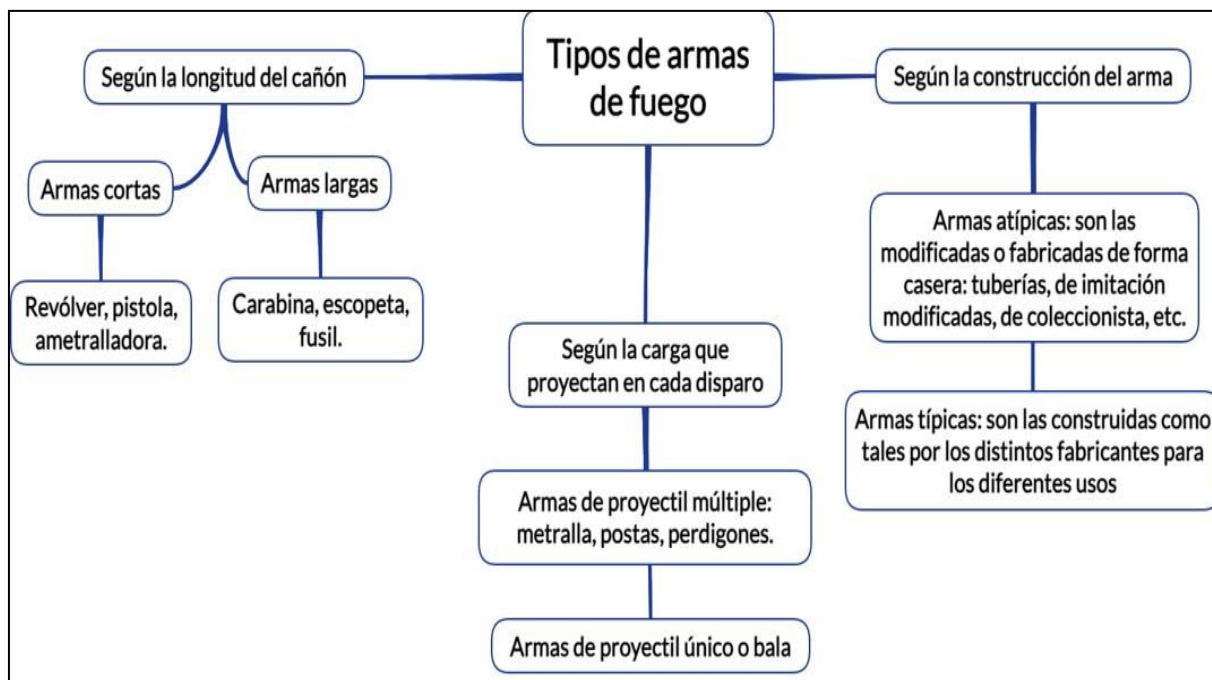 Tipos de armas
de fuego
Según la longitud del cañón
Armas cortas
Revólver, pistola,
ametralladora.
Armas largas
Carabina, escopeta,
fusil.
Según la carga que
proyectan en cada disparo
Armas de proyectil múltiple:
metralla, postas, perdigones.
Armas de proyectil único o bala
Según la construcción del arma
Armas atípicas: son las
modificadas o fabricadas de forma
casera: tuberías, de imitación
modificadas, de coleccionista, etc.
Armas típicas: son las construidas como
tales por los distintos fabricantes para
los diferentes usos